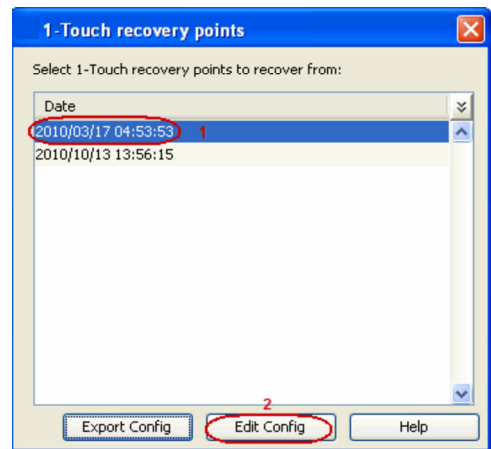 1-Touch recovery points
Select 1-Touch recovery points to recover from:
Date
2010/03/17 04:53:53 1
2010/10/13 13:56:15
2
Export Config Edit Config Help